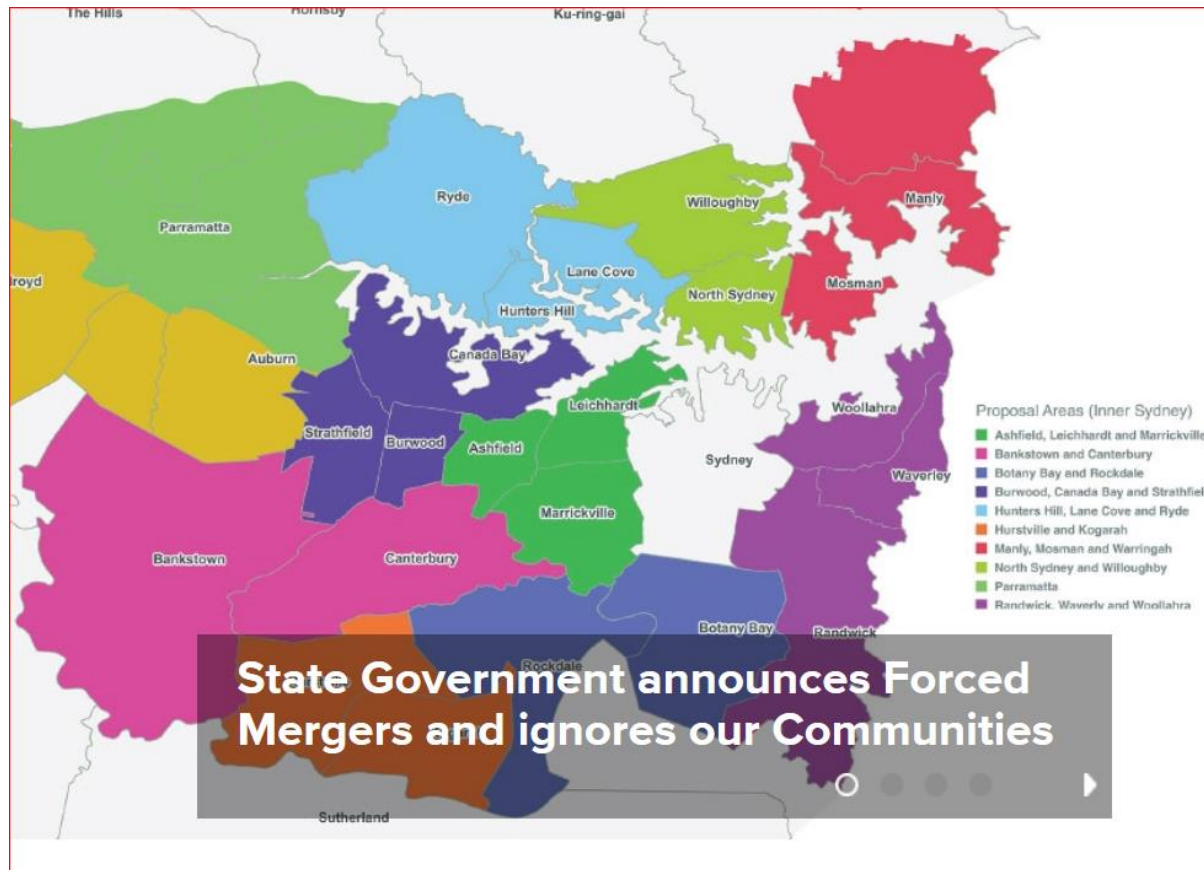 The Hills
Hornsby
Ku-ring-gai
Ryde
Willoughby
Manly
Parramatta
Lane Cove
Mosman
North Sydney
Hunters Hill
lroyd
Auburn
Canada Bay
Leichhardt
Woollahra
Strathfield
Burwood
Ashfield
Sydney
Waverley
Marrickville
Bankstown
Canterbury
Botany Bay
Randwick
Rockdale
Sutherland
Proposal Areas (Inner Sydney)
Ashfield, Leichhardt and Marrickville
Bankstown and Canterbury
Botany Bay and Rockdale
Burwood, Canada Bay and Strathfiel
Hunters Hill, Lane Cove and Ryde
Hurstville and Kogarah
Manly, Mosman and Warringah
North Sydney and Willoughby
Parramatta
Randwick, Waverly and Woollahra
State Government announces Forced
Mergers and ignores our Communities